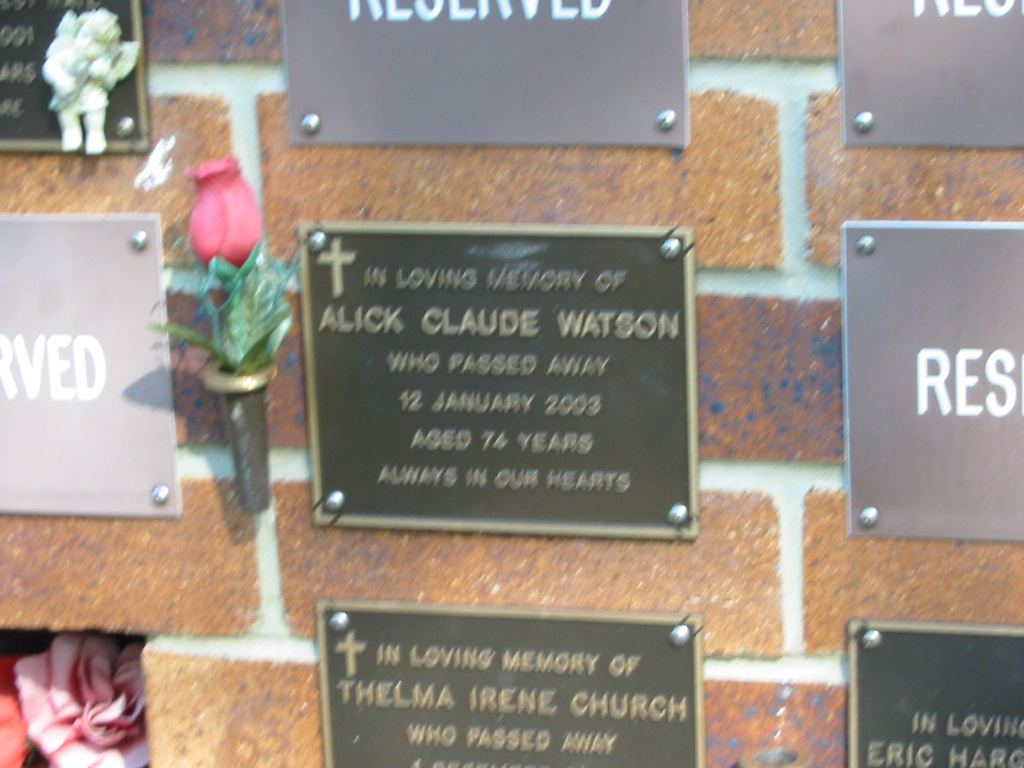 001
RESERVED
IN LOVING MEMORY OF
ALICK CLAUDE WATSON
WHO PASSED AWAY
12 JANUARY 2003
AGED 74 YEARS
ALWAYS IN OUR HEARTS
RVED
RES
IN LOVING MEMORY OF
THELMA IRENE CHURCH
WHO PASSED AWAY
IN LOVING
ERIC